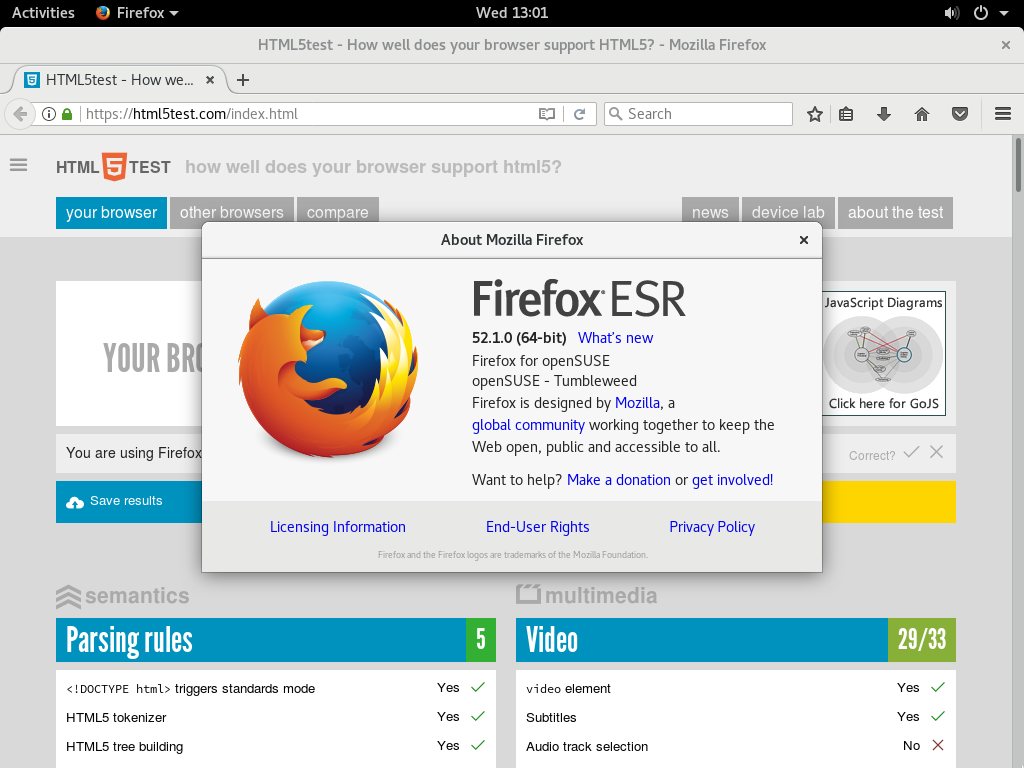 Activities Firefox Wed 13:01
HTML5test - How well does your browser support HTML5? - Mozilla Firefox
HTML5test - How we...
https://html5test.com/index.html Search
HTML 5 TEST how well does your browser support html5?
your browser other browsers compare news device lab about the test
About Mozilla Firefox
Firefox ESR
52.1.0 (64-bit) What's new
Firefox for openSUSE
openSUSE - Tumbleweed
Firefox is designed by Mozilla, a
global community working together to keep the
Web open, public and accessible to all.
Want to help? Make a donation or get involved!
Licensing Information End-User Rights Privacy Policy
Firefox and the Firefox logos are trademarks of the Mozilla Foundation.
YOUR BRO
JavaScript Diagrams
Click here for GoJS
You are using Firefox
Correct?
Save results
semantics
Parsing rules 5
<!DOCTYPE html> triggers standards mode Yes
HTML5 tokenizer Yes
HTML5 tree building Yes
multimedia
Video 29/33
video element Yes
Subtitles Yes
Audio track selection No